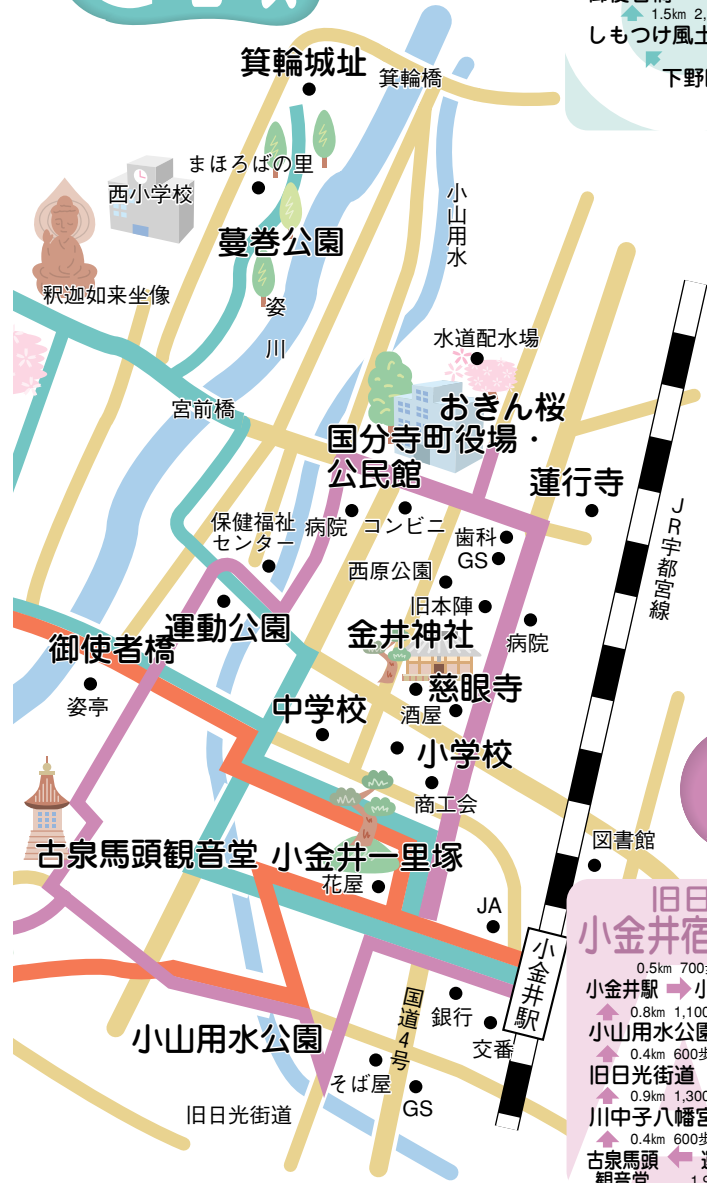 1.5km 2,
しもつけ風土
下野
箕輪城址
箕輪橋
まほろばの里
西小学校
小山用水
蔓巻公園
釈迦如来坐像
姿川
水道配水場
宮前橋
おきん桜
国分寺町役場・
公民館
蓮行寺
JR宇都宮線
保健福祉
センター
病院
コンビニ
歯科
GS
西原公園
旧本陣
運動公園
金井神社
病院
御使者橋
姿亭
慈眼寺
酒屋
中学校
小学校
商工会
図書館
古泉馬頭観音堂
小金井一里塚
花屋
JA
小金井駅
国道4号
銀行
交番
小山用水公園
そば屋
GS
旧日光街道
旧日
小金井宿
0.5km 700
小金井駅 小
0.8km 1,100
小山用水公園
0.4km 600歩
旧日光街道
0.9km 1,300
川中子八幡宮
0.4km 600歩
古泉馬頭
観音堂